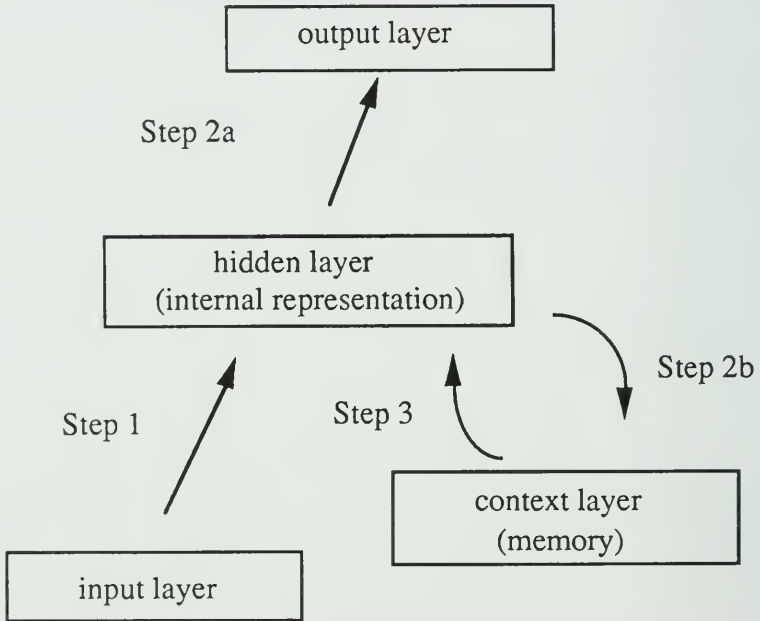 output layer
Step 2a
hidden layer
(internal representation)
Step 2b
Step 3
Step 1
context layer
(memory)
input layer